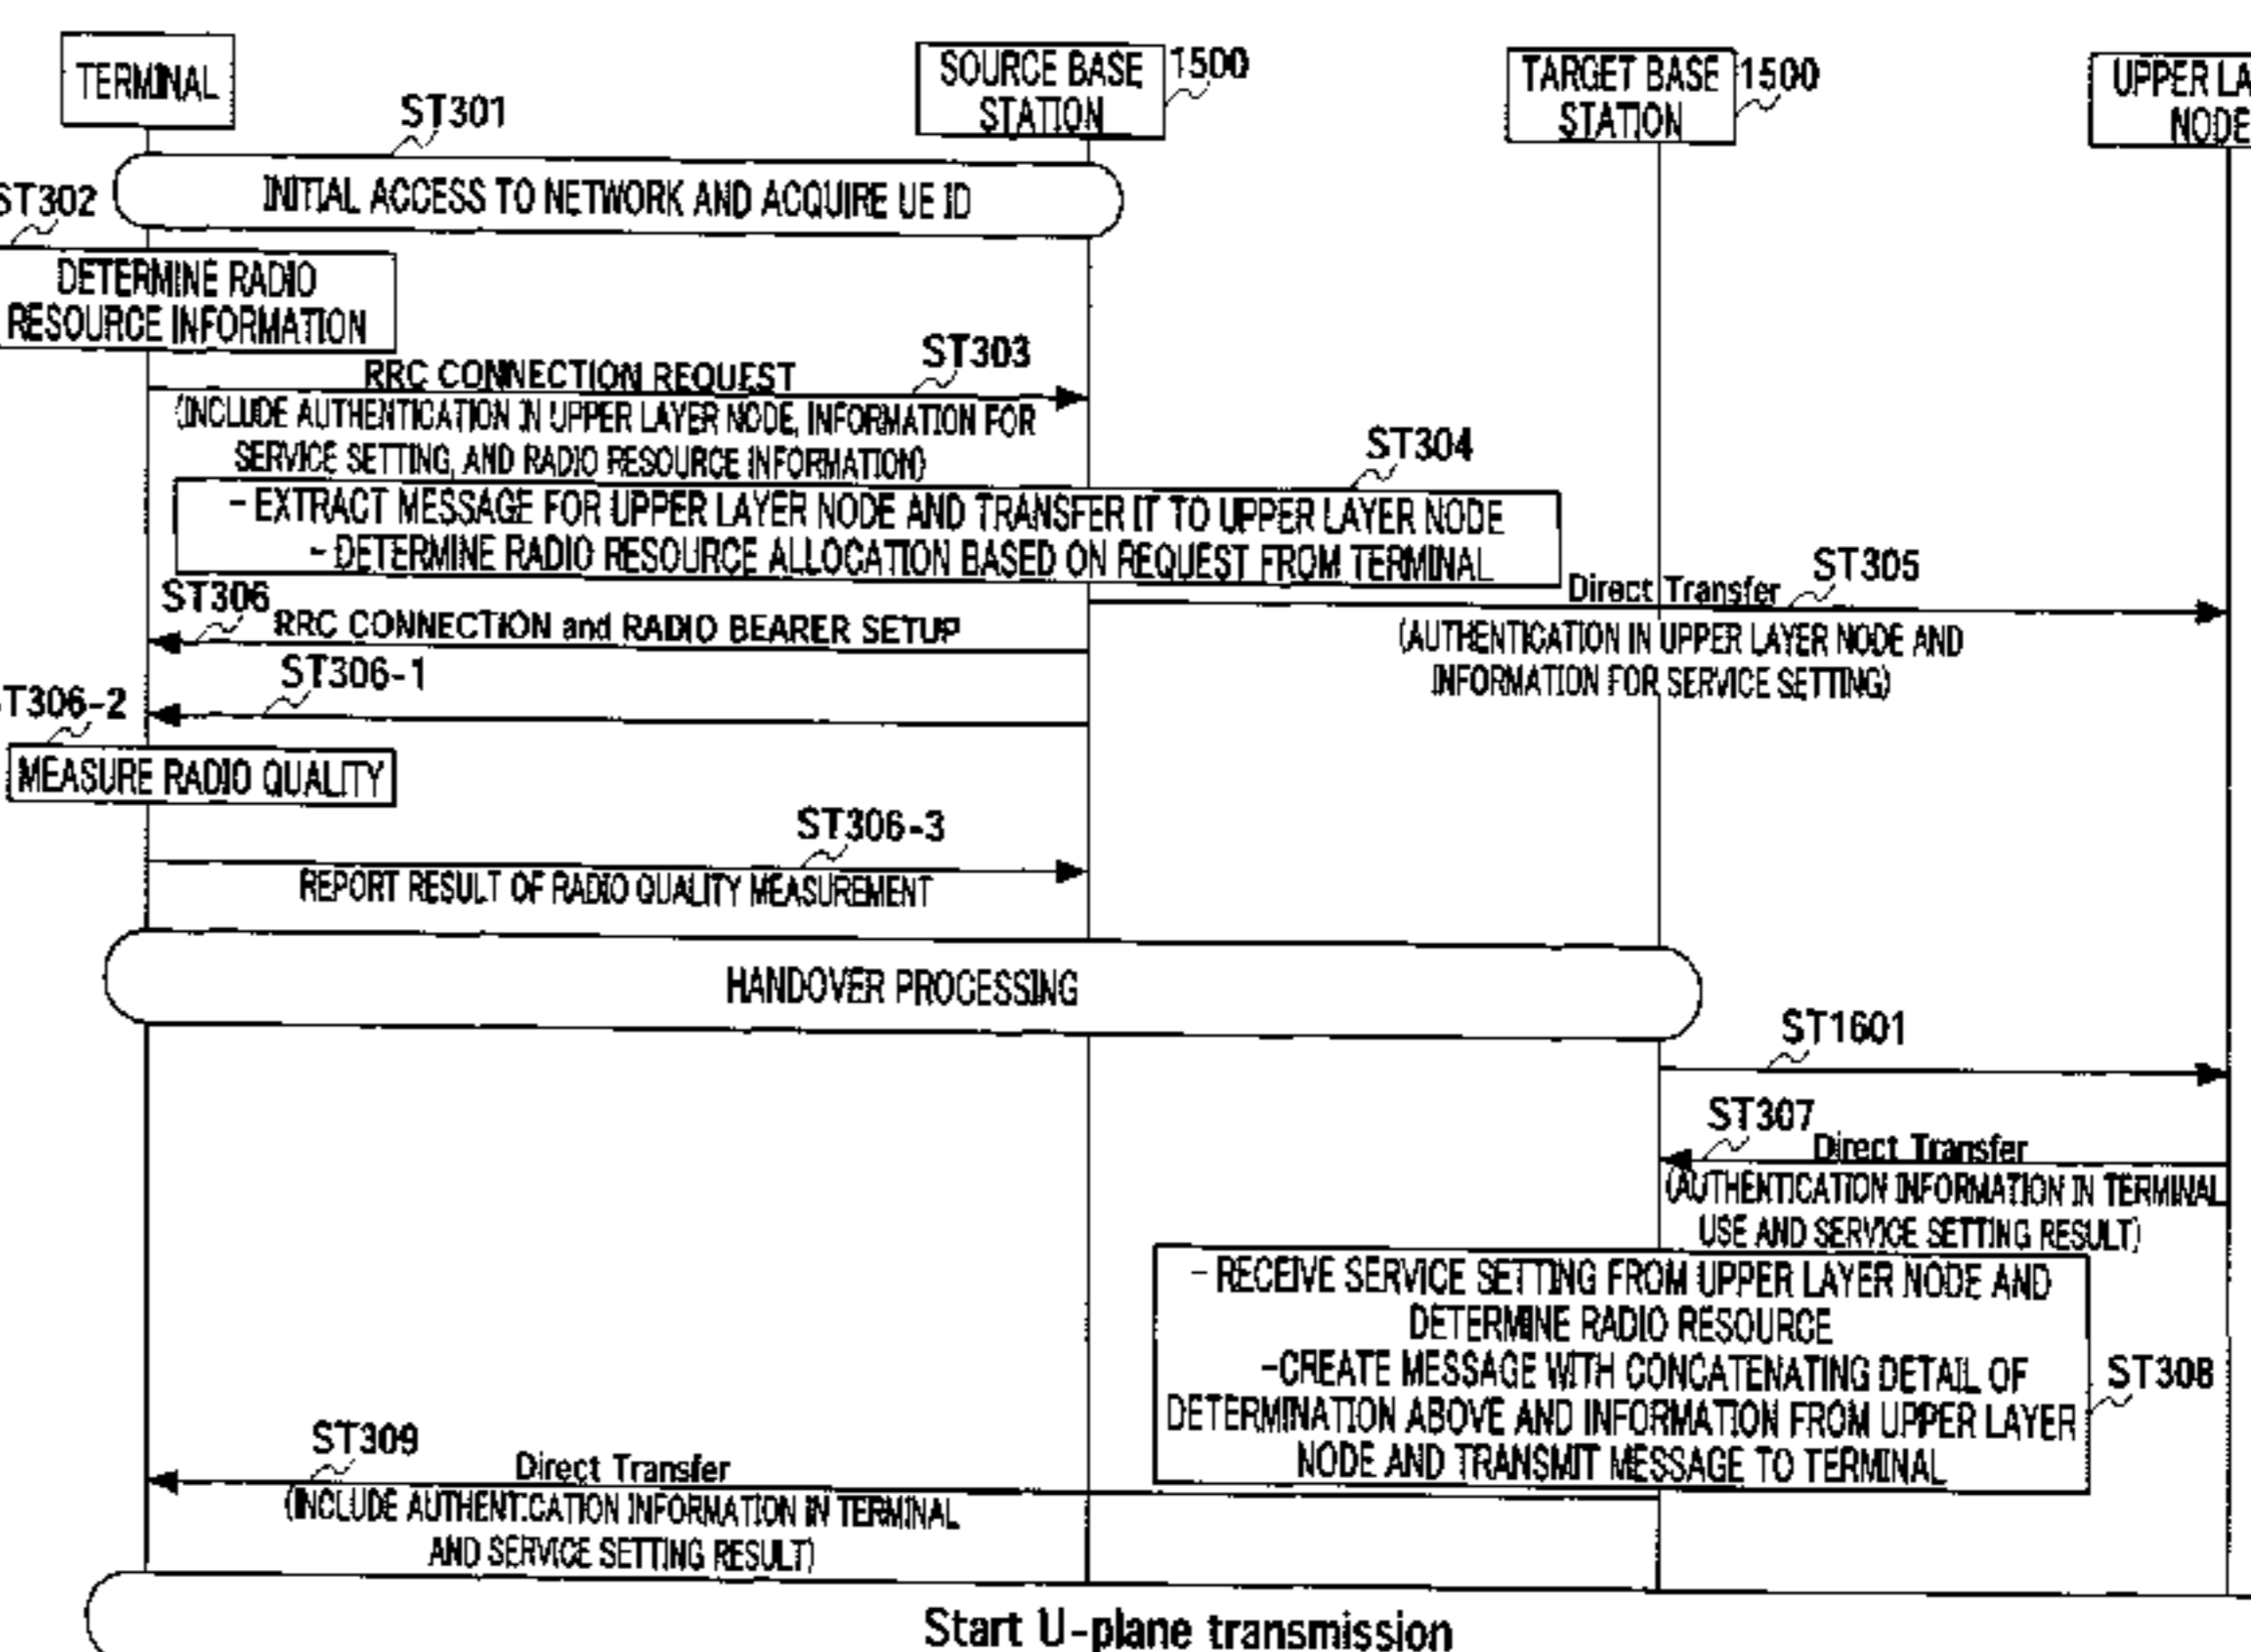 TERMINAL
SOURCE BASE
STATION
1500
TARGET BASE
STATION
1500
UPPER LA
NODE
ST301
INITIAL ACCESS TO NETWORK AND ACQUIRE UE ID
ST302
DETERMINE RADIO
RESOURCE INFORMATION
ST303
RRC CONNECTION REQUEST
(INCLUDE AUTHENTICATION IN UPPER LAYER NODE, INFORMATION FOR
SERVICE SETTING, AND RADIO RESOURCE INFORMATION)
ST304
- EXTRACT MESSAGE FOR UPPER LAYER NODE AND TRANSFER IT TO UPPER LAYER NODE
- DETERMINE RADIO RESOURCE ALLOCATION BASED ON REQUEST FROM TERMINAL
ST305
Direct Transfer
(AUTHENTICATION IN UPPER LAYER NODE AND
INFORMATION FOR SERVICE SETTING)
ST306
RRC CONNECTION and RADIO BEARER SETUP
ST306-1
ST306-2
MEASURE RADIO QUALITY
ST306-3
REPORT RESULT OF RADIO QUALITY MEASUREMENT
HANDOVER PROCESSING
ST1601
ST307
Direct Transfer
(AUTHENTICATION INFORMATION IN TERMINAL
USE AND SERVICE SETTING RESULT)
- RECEIVE SERVICE SETTING FROM UPPER LAYER NODE AND
DETERMINE RADIO RESOURCE
-CREATE MESSAGE WITH CONCATENATING DETAIL OF
DETERMINATION ABOVE AND INFORMATION FROM UPPER LAYER
NODE AND TRANSMIT MESSAGE TO TERMINAL
ST308
ST309
Direct Transfer
(INCLUDE AUTHENTICATION INFORMATION IN TERMINAL
AND SERVICE SETTING RESULT)
Start U-plane transmission